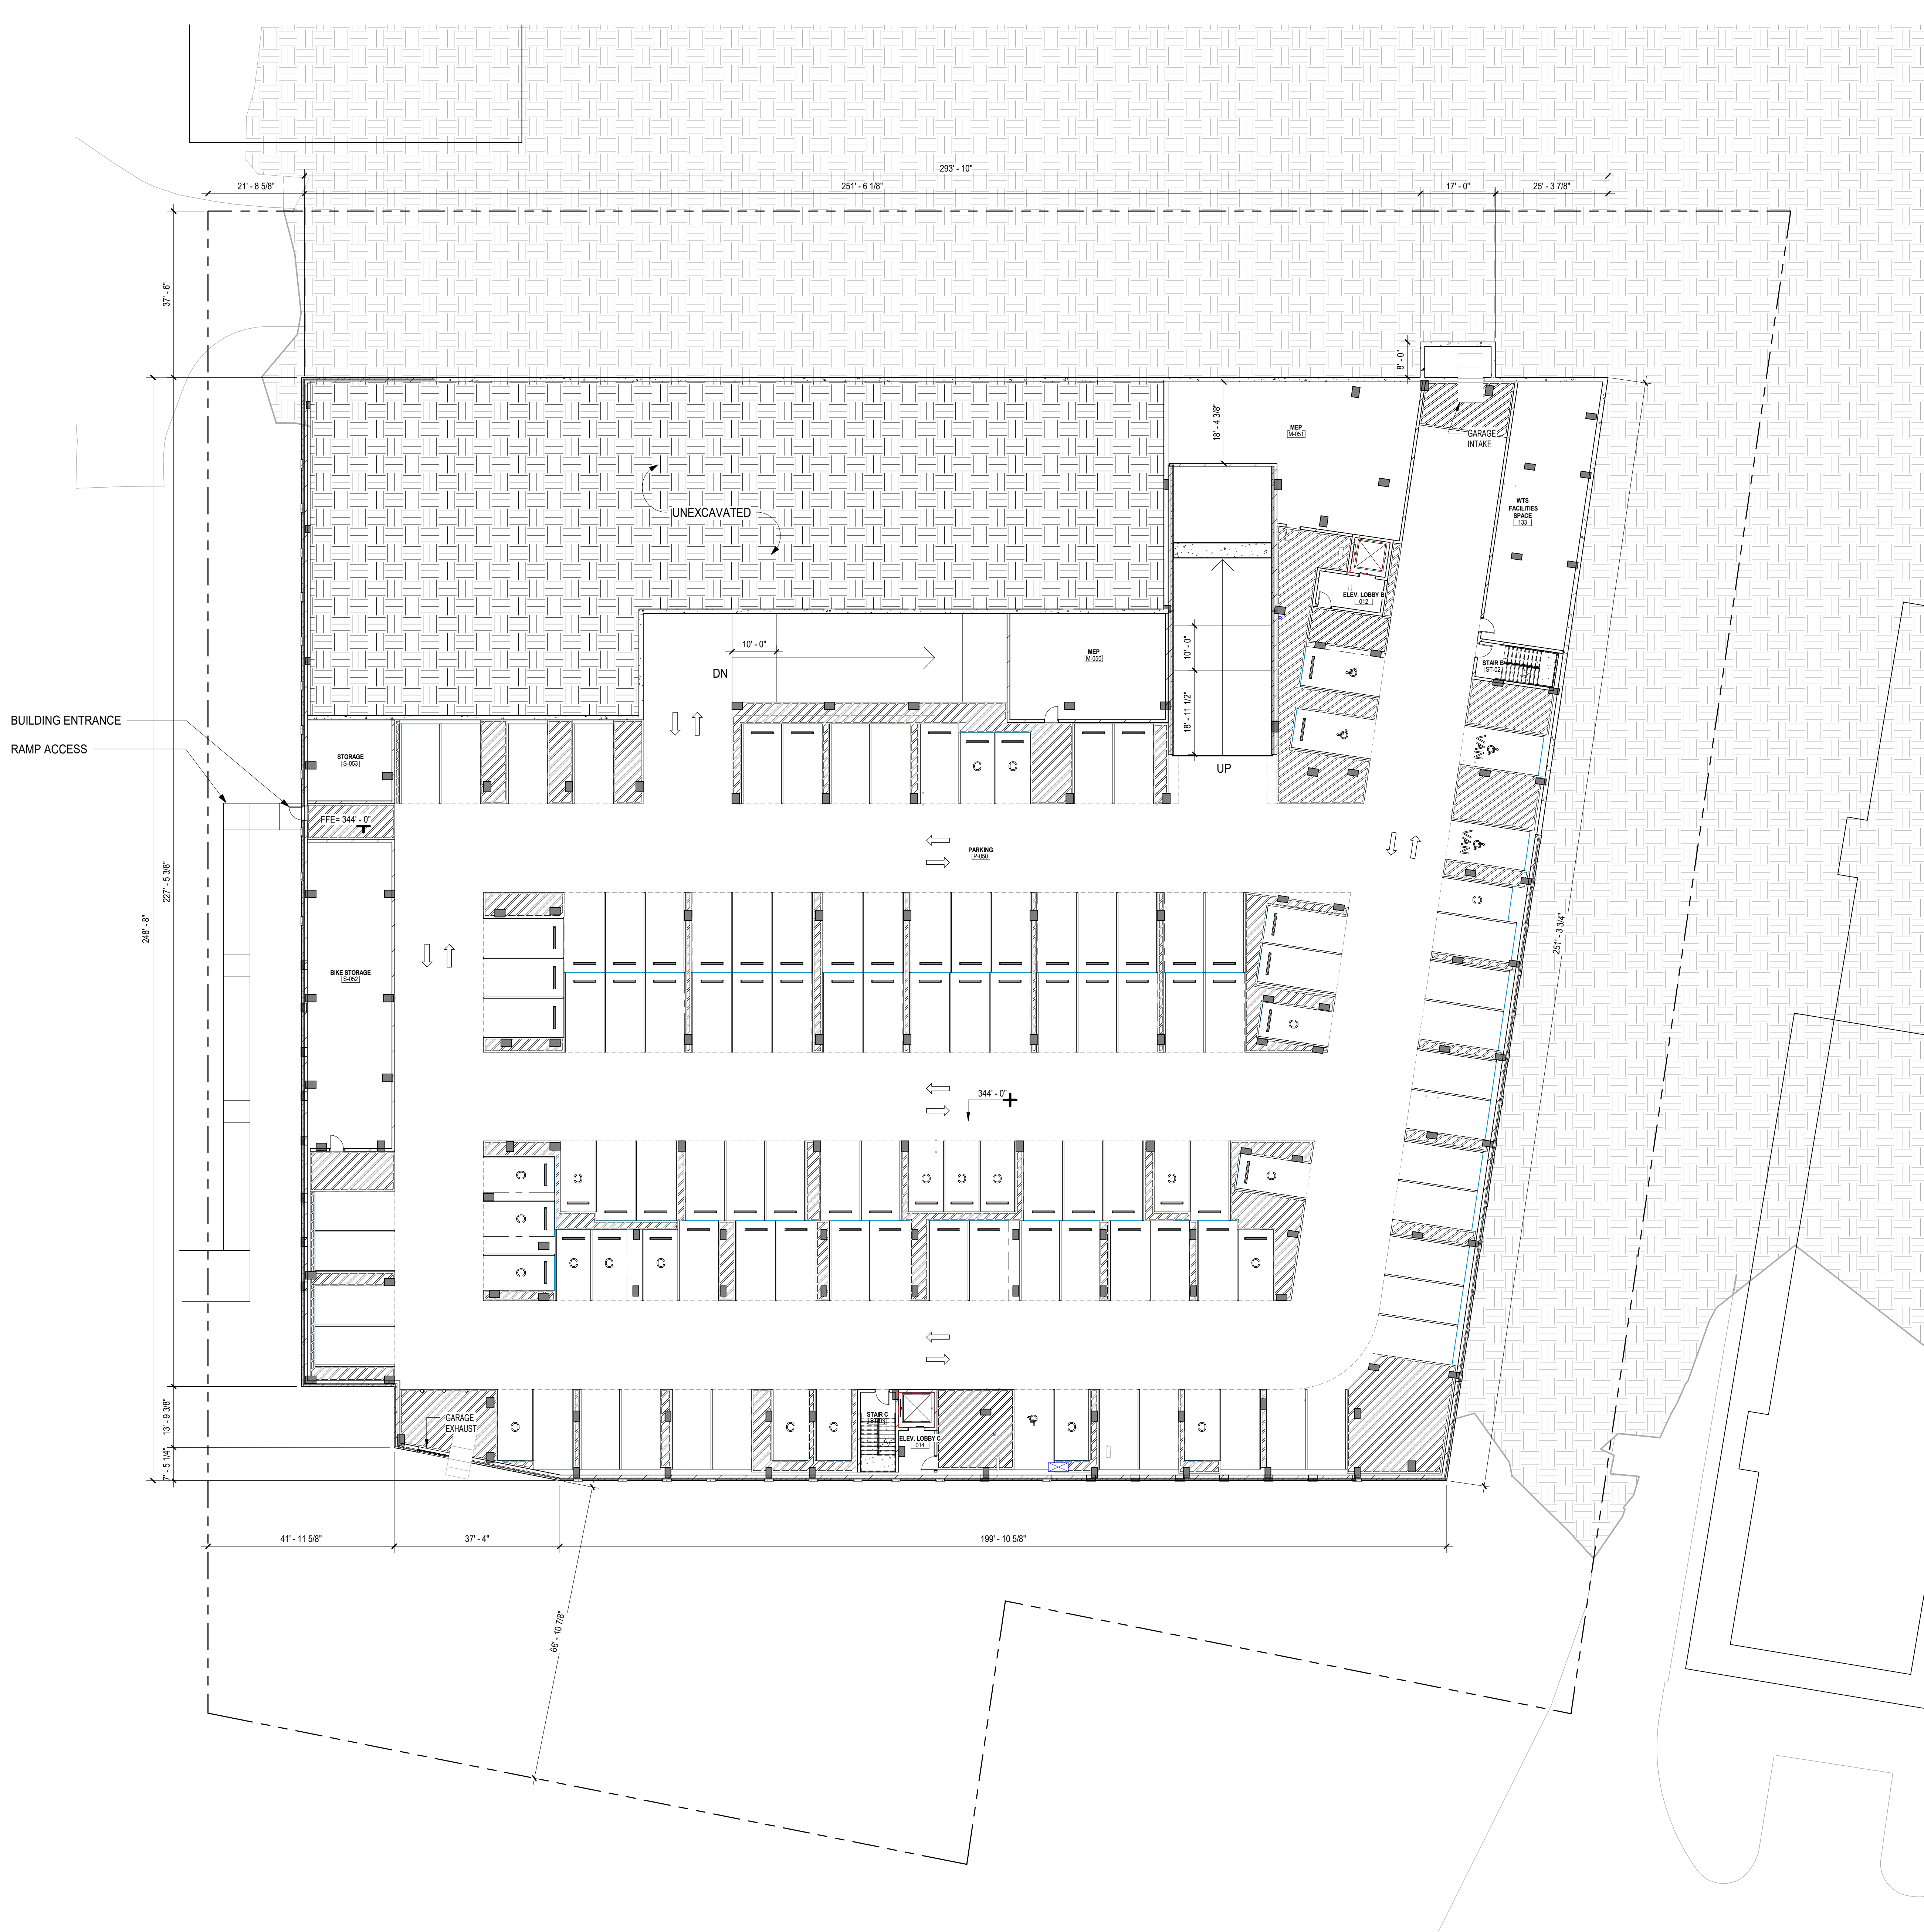 293' - 10"
21' - 8 5/8"
251' - 6 1/8"
17' - 0"
25' - 3 7/8"
37' - 6"
8' - 0"
18' - 4 3/8"
MEP
M-051
GARAGE
INTAKE
WTS
FACILITIES
SPACE
133
UNEXCAVATED
ELEV. LOBBY B
012
10' - 0"
DN
MEP
M-050
10' - 0"
18' - 11 1/2"
UP
STAIR B
ST-02
BUILDING ENTRANCE
RAMP ACCESS
STORAGE
S-053
C
C
VAN
FFE= 344' - 0"
VAN
PARKING
P-050
227' - 5 3/8"
248' - 8"
251' - 3 3/4"
C
BIKE STORAGE
S-052
C
344' - 0"
C
C
C
C
C
C
C
C
C
C
C
C
C
C
GARAGE
EXHAUST
C
C
C
STAIR C
ELEV. LOBBY C
014
C
C
13' - 9 3/8"
7' - 5 1/4"
41' - 11 5/8"
37' - 4"
199' - 10 5/8"
66' - 10 7/8"